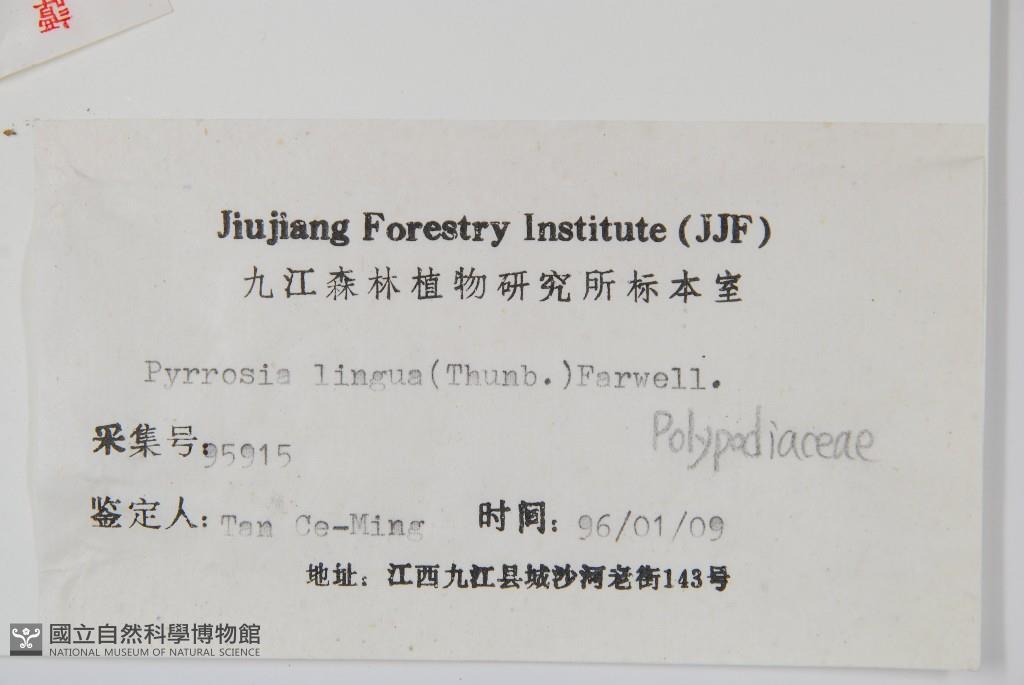 Jiujiang Forestry Institute (JJF)
九江森林植物研究所标本室
Pyrrosia lingua(Thunb.)Farwell.
Polypodiaceae
采集号:95915
鉴定人: Tan Ce-Ming 时间: 96/01/09
地址: 江西九江县城沙河老街143号
國立自然科學博物館
NATIONAL MUSEUM OF NATURAL SCIENCE